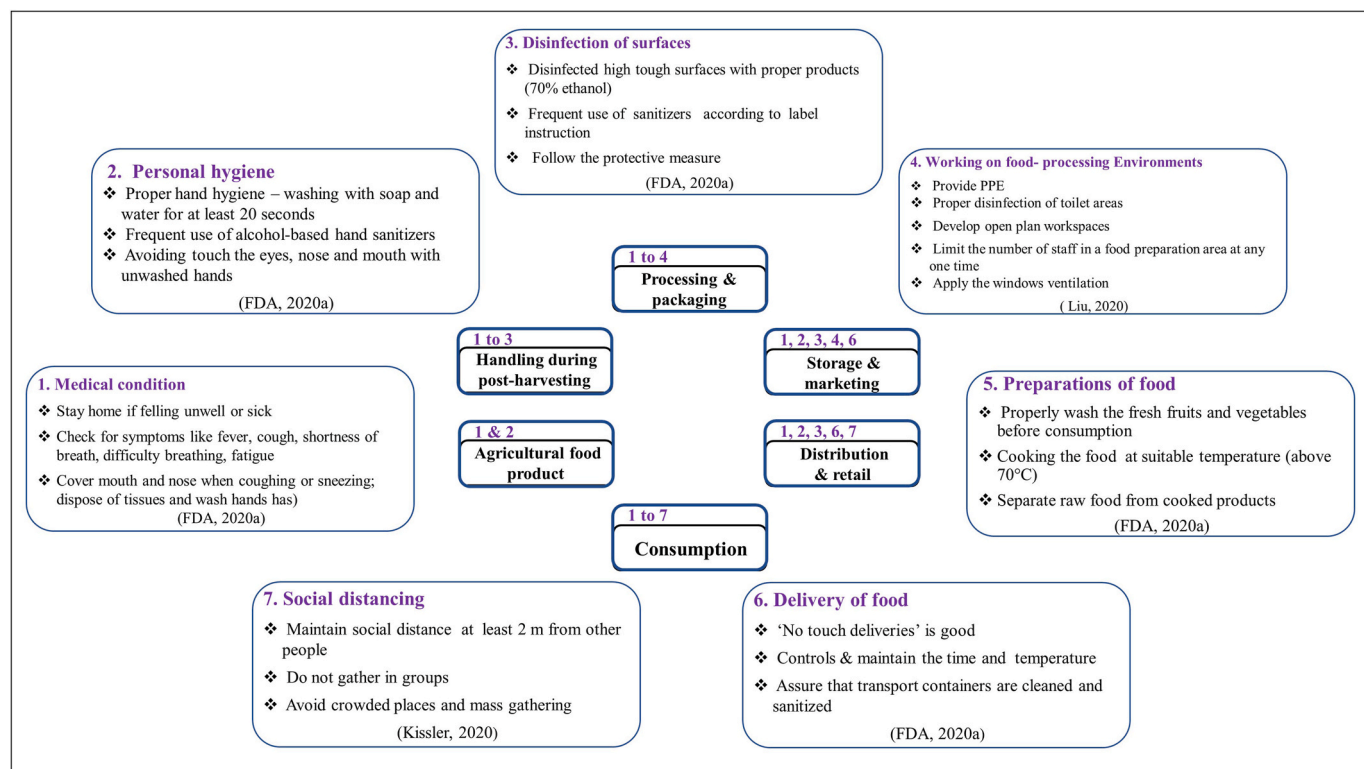 3. Disinfection of surfaces
❖ Disinfected high tough surfaces with proper products
(70% ethanol)
❖ Frequent use of sanitizers according to label
instruction
❖ Follow the protective measure
(FDA, 2020a)
2. Personal hygiene
❖ Proper hand hygiene – washing with soap and
water for at least 20 seconds
❖ Frequent use of alcohol-based hand sanitizers
❖ Avoiding touch the eyes, nose and mouth with
unwashed hands
(FDA, 2020a)
4. Working on food- processing Environments
❖ Provide PPE
❖ Proper disinfection of toilet areas
❖ Develop open plan workspaces
❖ Limit the number of staff in a food preparation area at any
one time
❖ Apply the windows ventilation
( Liu, 2020)
1 to 4
Processing &
packaging
1 to 3
Handling during
post-harvesting
1, 2, 3, 4, 6
Storage &
marketing
1. Medical condition
❖ Stay home if felling unwell or sick
❖ Check for symptoms like fever, cough, shortness of
breath, difficulty breathing, fatigue
❖ Cover mouth and nose when coughing or sneezing;
dispose of tissues and wash hands has)
(FDA, 2020a)
1 & 2
Agricultural food
product
1, 2, 3, 6, 7
Distribution
& retail
5. Preparations of food
❖ Properly wash the fresh fruits and vegetables
before consumption
❖ Cooking the food at suitable temperature (above
70°C)
❖ Separate raw food from cooked products
(FDA, 2020a)
1 to 7
Consumption
7. Social distancing
❖ Maintain social distance at least 2 m from other
people
❖ Do not gather in groups
❖ Avoid crowded places and mass gathering
(Kissler, 2020)
6. Delivery of food
❖ ‘No touch deliveries’ is good
❖ Controls & maintain the time and temperature
❖ Assure that transport containers are cleaned and
sanitized
(FDA, 2020a)